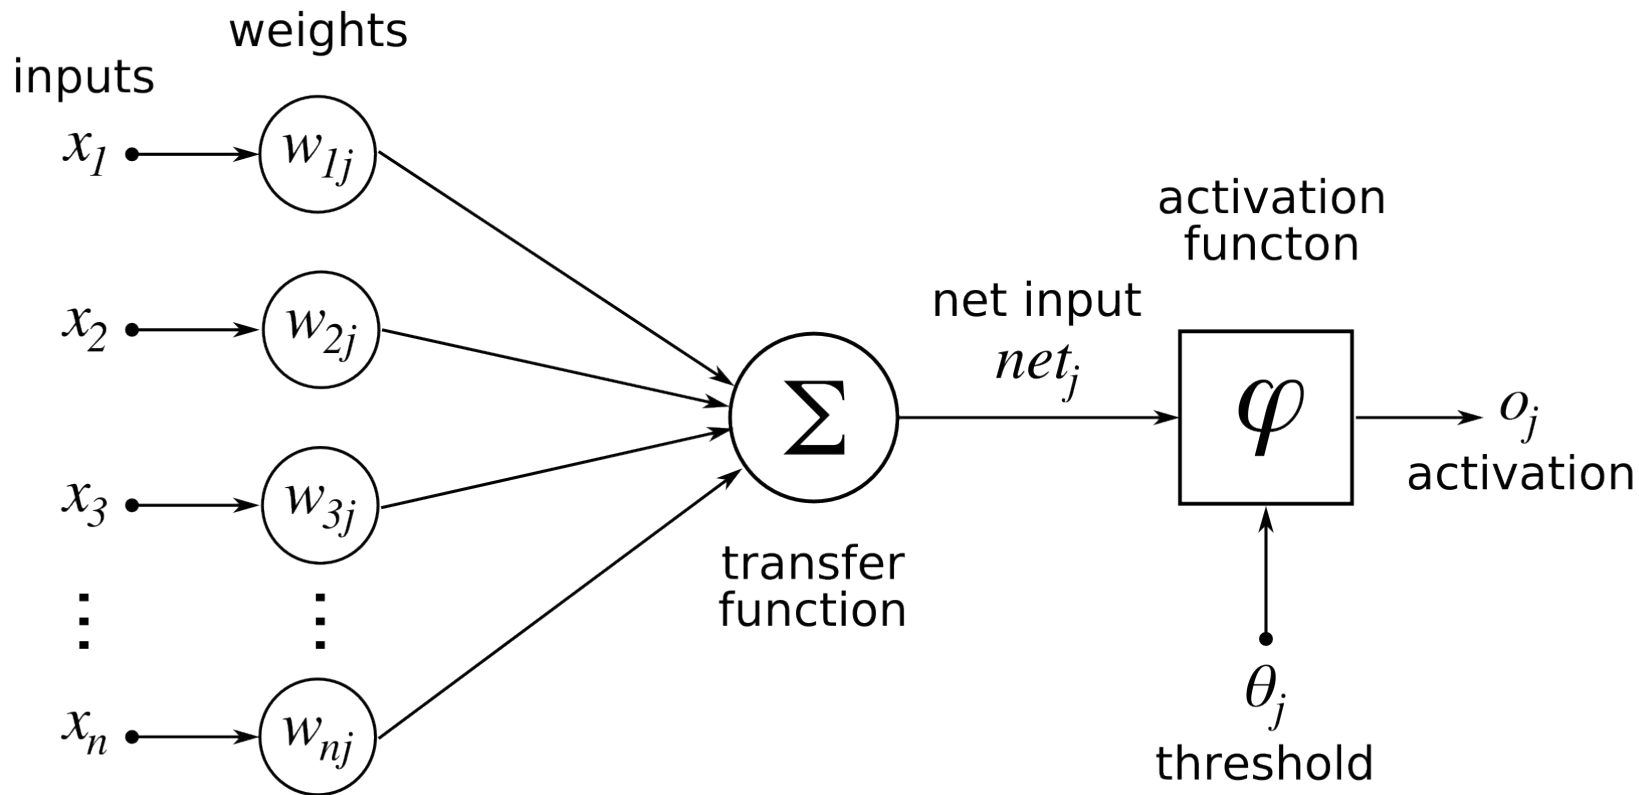 weights
inputs
x₁
w₁ⱼ
x₂
w₂ⱼ
x₃
w₃ⱼ
⋮ ⋮
xₙ
wₙⱼ
Σ
transfer
function
net input
netⱼ
activation
functon
φ
oⱼ
activation
θⱼ
threshold